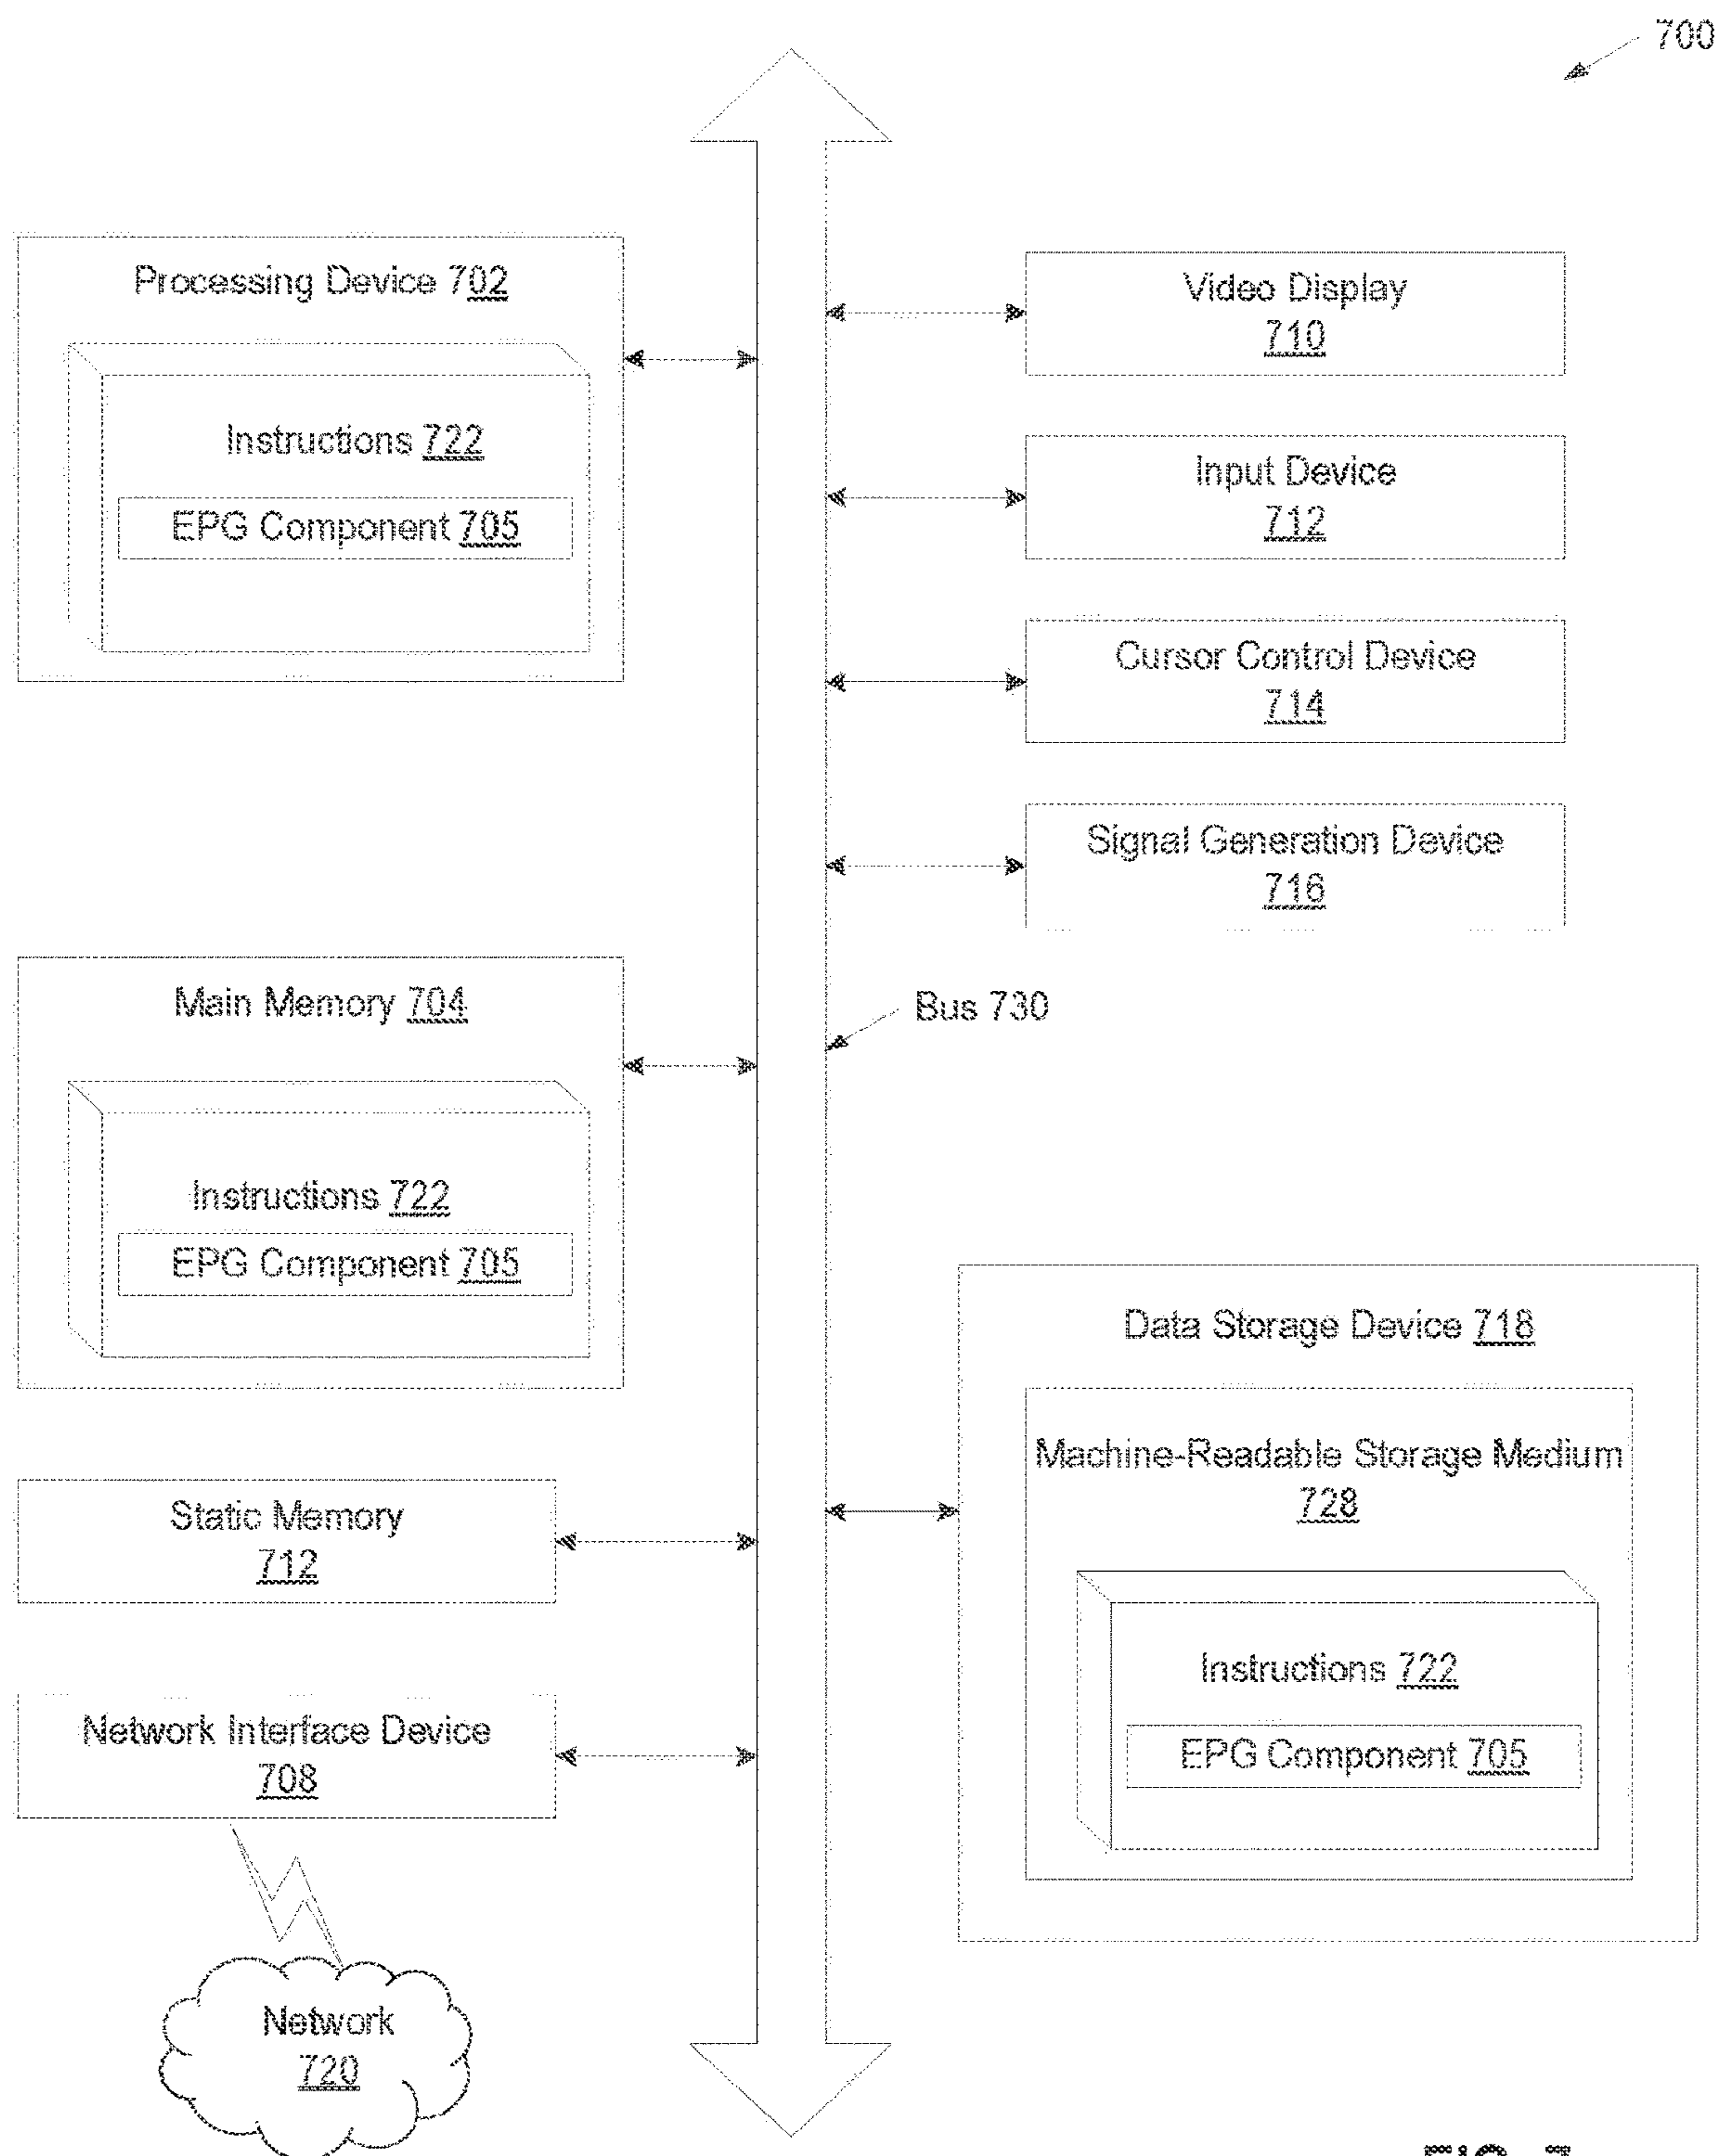 700
Processing Device 702
Instructions 722
EPG Component 705
Video Display
710
Input Device
712
Cursor Control Device
714
Signal Generation Device
716
Main Memory 704
Instructions 722
EPG Component 705
Bus 730
Static Memory
712
Network Interface Device
708
Network
720
Data Storage Device 718
Machine-Readable Storage Medium
728
Instructions 722
EPG Component 705